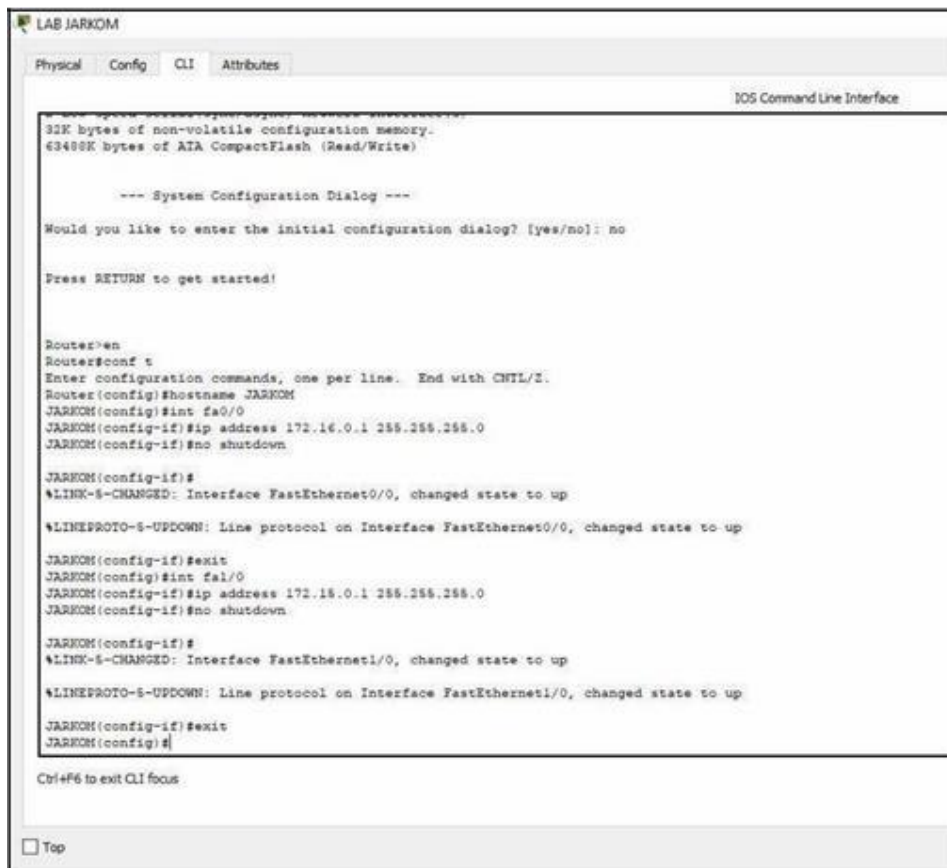 LAB JARKOM
Physical Config CLI Attributes
IOS Command Line Interface
32K bytes of non-volatile configuration memory.
63488K bytes of ATA CompactFlash (Read/Write)
--- System Configuration Dialog ---
Would you like to enter the initial configuration dialog? [yes/no]: no
Press RETURN to get started!
Router>en
Router#conf t
Enter configuration commands, one per line. End with CNTL/Z.
Router(config)#hostname JARKOM
JARKOM(config)#int fa0/0
JARKOM(config-if)#ip address 172.16.0.1 255.255.255.0
JARKOM(config-if)#no shutdown
JARKOM(config-if)#
%LINK-5-CHANGED: Interface FastEthernet0/0, changed state to up
%LINEPROTO-5-UPDOWN: Line protocol on Interface FastEthernet0/0, changed state to up
JARKOM(config-if)#exit
JARKOM(config)#int fa1/0
JARKOM(config-if)#ip address 172.15.0.1 255.255.255.0
JARKOM(config-if)#no shutdown
JARKOM(config-if)#
%LINK-5-CHANGED: Interface FastEthernet1/0, changed state to up
%LINEPROTO-5-UPDOWN: Line protocol on Interface FastEthernet1/0, changed state to up
JARKOM(config-if)#exit
JARKOM(config)#
Ctrl+F6 to exit CLI focus
Top